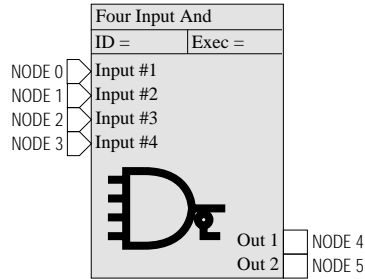 Four Input And
ID = Exec =
NODE 0 Input #1
NODE 1 Input #2
NODE 2 Input #3
NODE 3 Input #4
Out 1 NODE 4
Out 2 NODE 5